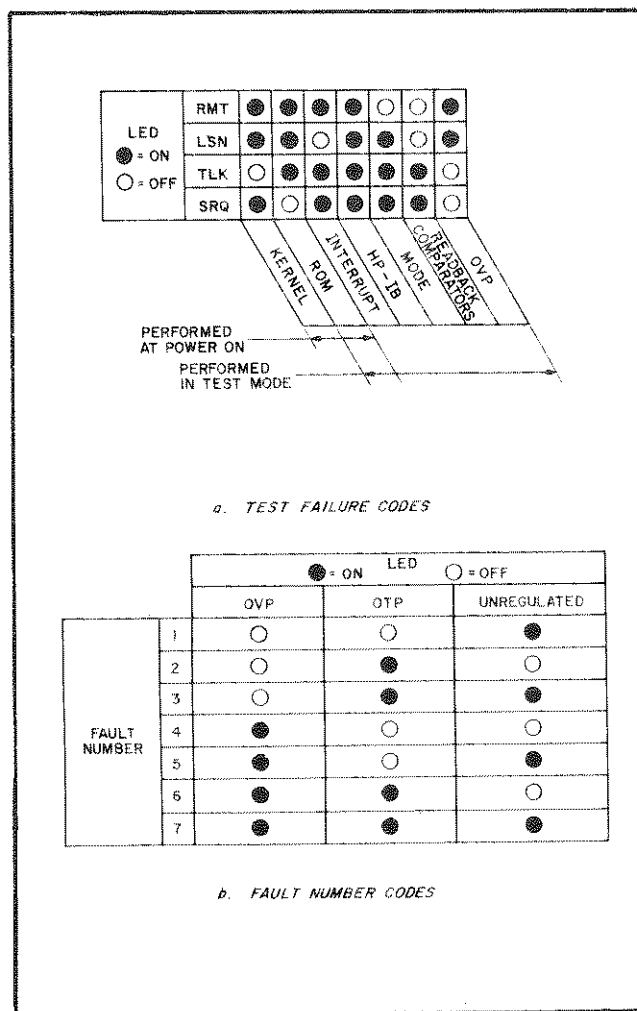 RMT
LED
LSN
● = ON
TLK
○ = OFF
SRQ
KERNEL
ROM
INTERRUPT
HP-IB
MODE
READBACK
COMPARATORS
OVP
PERFORMED
AT POWER ON
PERFORMED
IN TEST MODE
a. TEST FAILURE CODES
LED
● = ON ○ = OFF
OVP OTP UNREGULATED
FAULT
NUMBER
1
2
3
4
5
6
7
b. FAULT NUMBER CODES